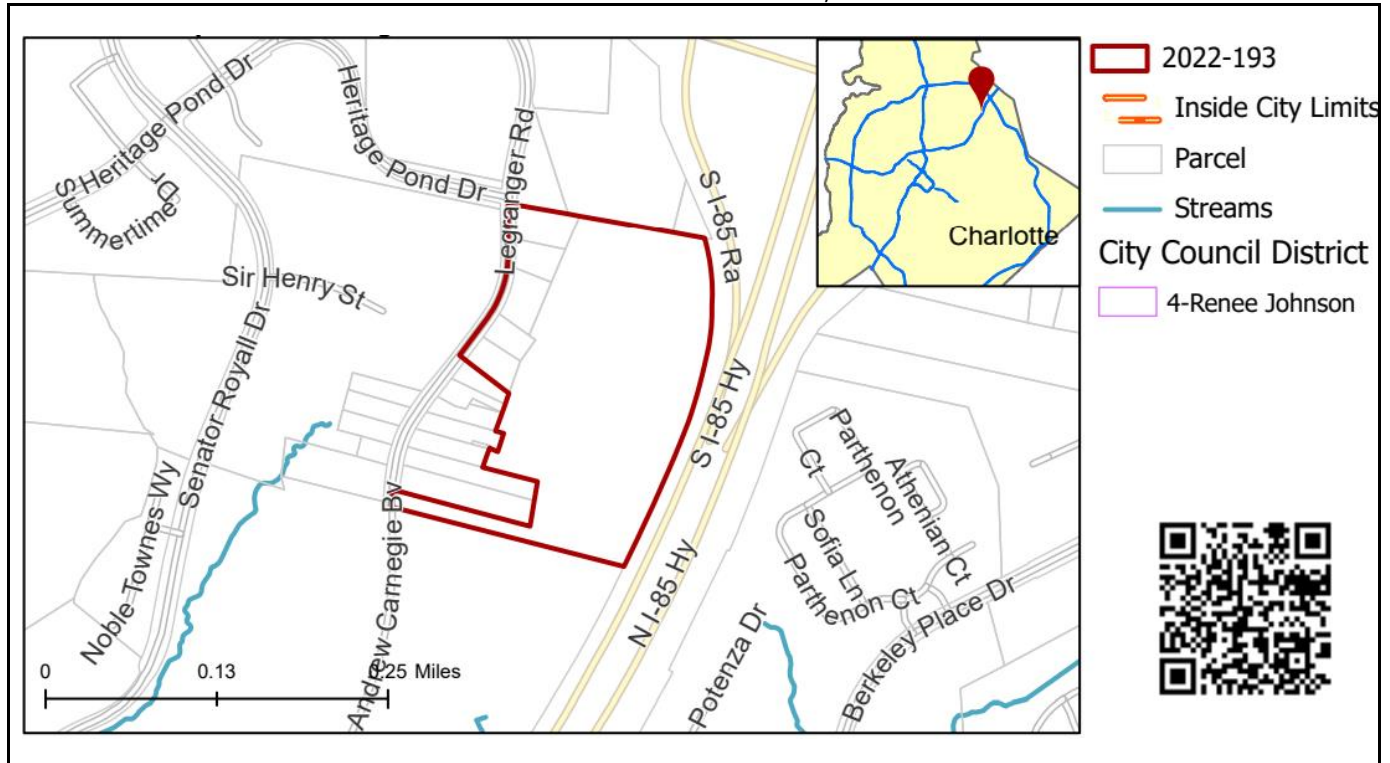 Heritage Pond Dr
Summertime Dr
Heritage Pond Dr
Legranger Rd
Sir Henry St
Senator Royall Dr
Noble Townes Wy
Andrew Carnegie Bv
S I-85 Ra
S I-85 Hy
N I-85 Hy
Parthenon Ct
Athenian Ct
Sofia Ln
Parthenon Ct
Berkeley Place Dr
Potenza Dr
0 0.13 0.25 Miles
Charlotte
2022-193
Inside City Limits
Parcel
Streams
City Council District
4-Renee Johnson